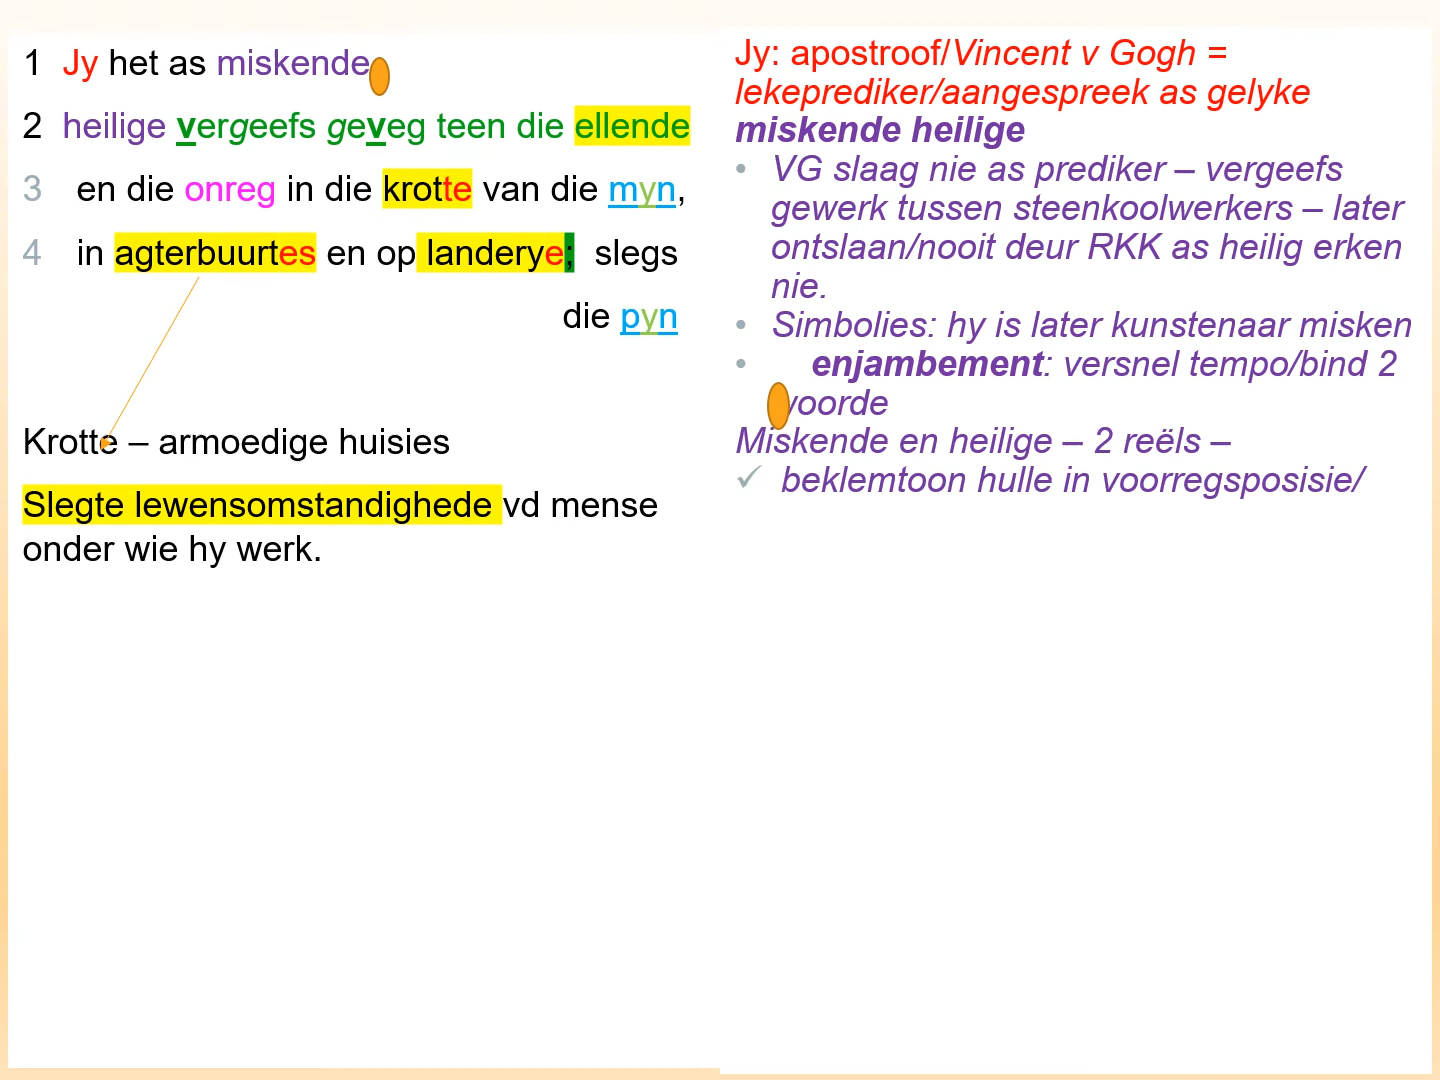 1 Jy het as miskende
2 heilige vergeefs geveg teen die ellende
3 en die onreg in die krotte van die myn,
4 in agterbuurtes en op landerye; slegs
die pyn
Krotte – armoedige huisies
Slegte lewensomstandighede vd mense
onder wie hy werk.
Jy: apostroof/Vincent v Gogh =
lekeprediker/aangespreek as gelyke
miskende heilige
• VG slaag nie as prediker – vergeefs
gewerk tussen steenkoolwerkers – later
ontslaan/nooit deur RKK as heilig erken
nie.
• Simbolies: hy is later kunstenaar misken
• enjambement: versnel tempo/bind 2
woorde
Miskende en heilige – 2 reëls –
✓ beklemtoon hulle in voorregsposisie/